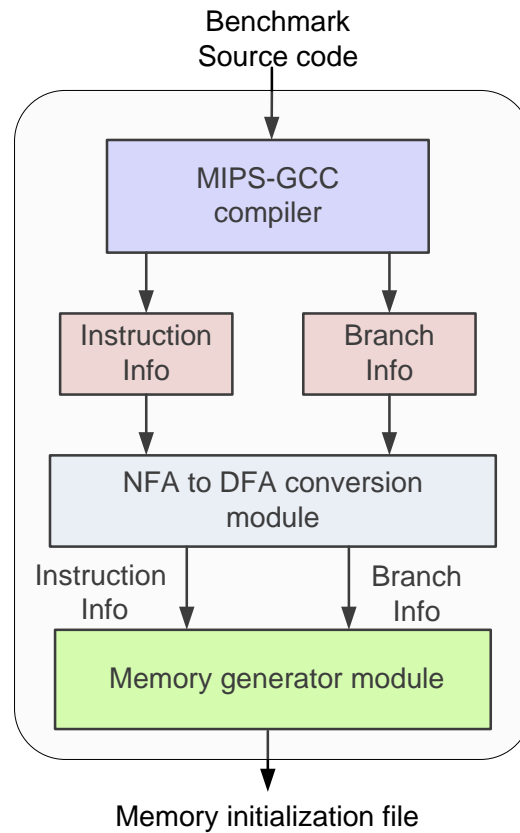 Benchmark
Source code
MIPS-GCC
compiler
Instruction
Info
Branch
Info
NFA to DFA conversion
module
Instruction
Info
Branch
Info
Memory generator module
Memory initialization file